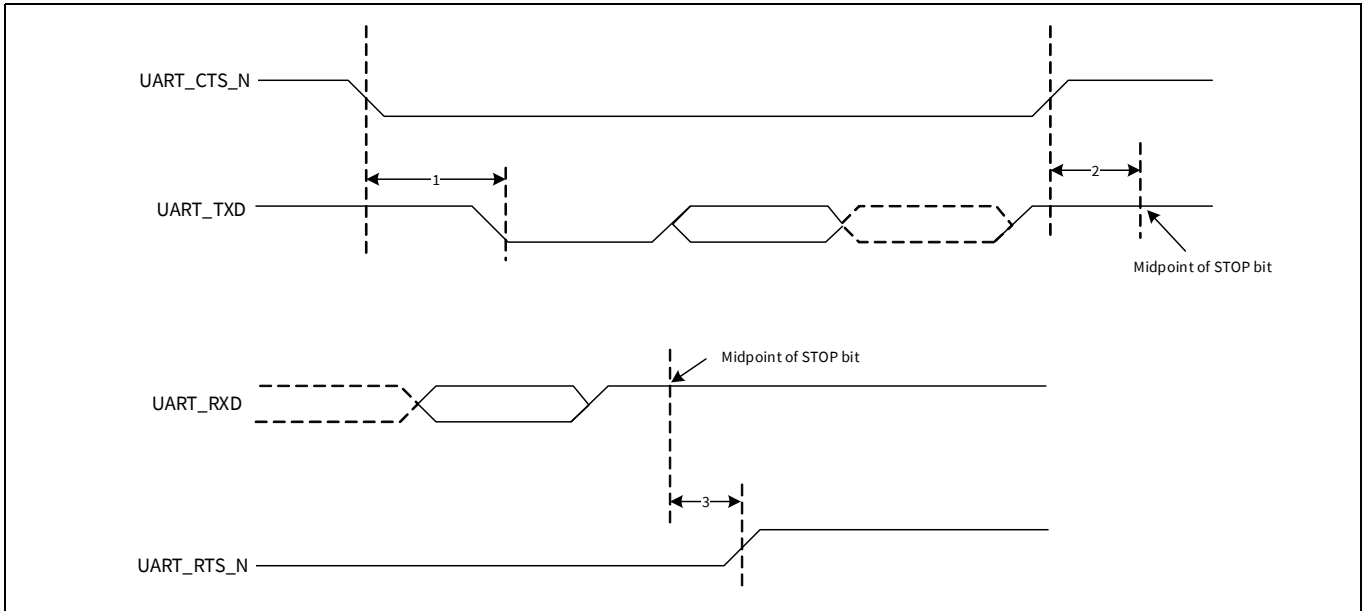 UART_CTS_N
1
2
UART_TXD
Midpoint of STOP bit
Midpoint of STOP bit
UART_RXD
3
UART_RTS_N